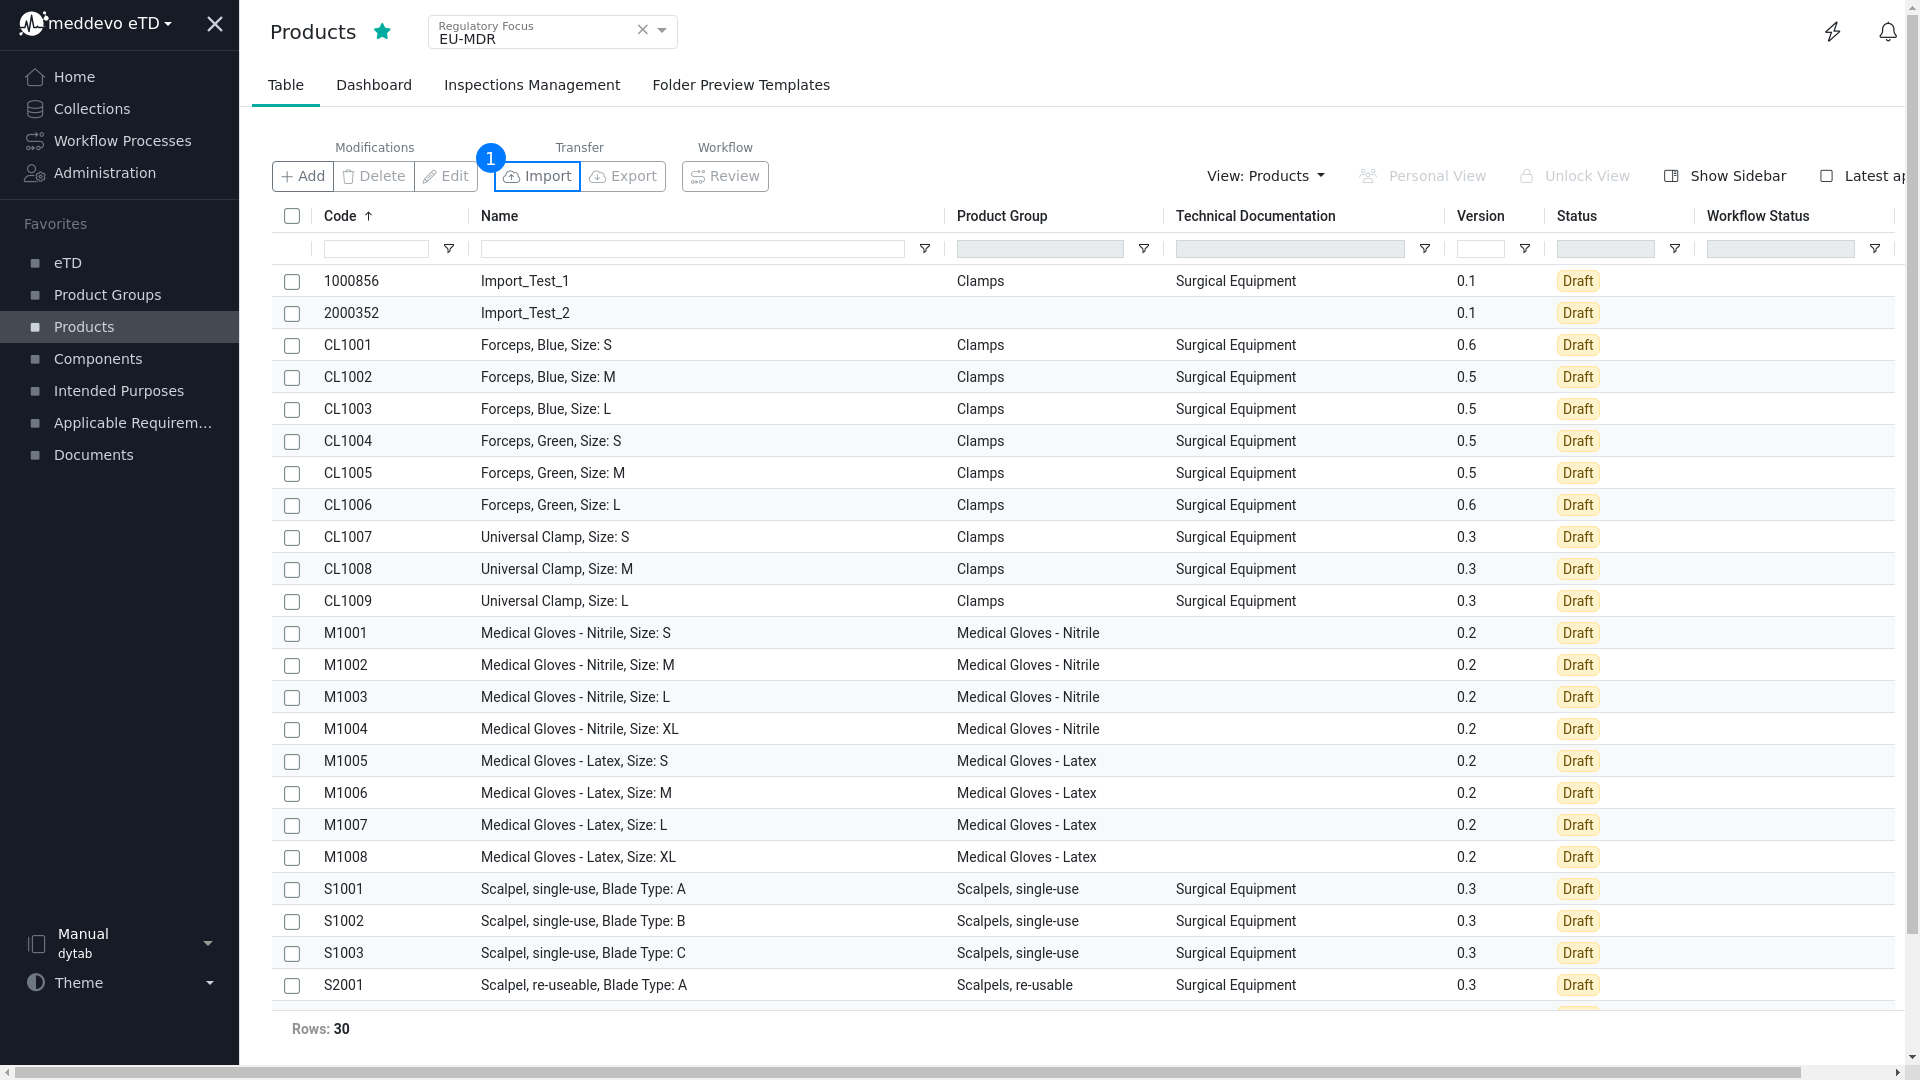 meddevo eTD
Home
Collections
Workflow Processes
Administration
Favorites
eTD
Product Groups
Products
Components
Intended Purposes
Applicable Requirem...
Documents
Manual
dytab
Theme
Products
Regulatory Focus
EU-MDR
Table Dashboard Inspections Management Folder Preview Templates
Modifications Transfer Workflow
1
Add Delete Edit Import Export Review View: Products Personal View Unlock View Show Sidebar Latest ap
Code Name Product Group Technical Documentation Version Status Workflow Status
1000856 Import_Test_1 Clamps Surgical Equipment 0.1 Draft
2000352 Import_Test_2 0.1 Draft
CL1001 Forceps, Blue, Size: S Clamps Surgical Equipment 0.6 Draft
CL1002 Forceps, Blue, Size: M Clamps Surgical Equipment 0.5 Draft
CL1003 Forceps, Blue, Size: L Clamps Surgical Equipment 0.5 Draft
CL1004 Forceps, Green, Size: S Clamps Surgical Equipment 0.5 Draft
CL1005 Forceps, Green, Size: M Clamps Surgical Equipment 0.5 Draft
CL1006 Forceps, Green, Size: L Clamps Surgical Equipment 0.6 Draft
CL1007 Universal Clamp, Size: S Clamps Surgical Equipment 0.3 Draft
CL1008 Universal Clamp, Size: M Clamps Surgical Equipment 0.3 Draft
CL1009 Universal Clamp, Size: L Clamps Surgical Equipment 0.3 Draft
M1001 Medical Gloves - Nitrile, Size: S Medical Gloves - Nitrile 0.2 Draft
M1002 Medical Gloves - Nitrile, Size: M Medical Gloves - Nitrile 0.2 Draft
M1003 Medical Gloves - Nitrile, Size: L Medical Gloves - Nitrile 0.2 Draft
M1004 Medical Gloves - Nitrile, Size: XL Medical Gloves - Nitrile 0.2 Draft
M1005 Medical Gloves - Latex, Size: S Medical Gloves - Latex 0.2 Draft
M1006 Medical Gloves - Latex, Size: M Medical Gloves - Latex 0.2 Draft
M1007 Medical Gloves - Latex, Size: L Medical Gloves - Latex 0.2 Draft
M1008 Medical Gloves - Latex, Size: XL Medical Gloves - Latex 0.2 Draft
S1001 Scalpel, single-use, Blade Type: A Scalpels, single-use Surgical Equipment 0.3 Draft
S1002 Scalpel, single-use, Blade Type: B Scalpels, single-use Surgical Equipment 0.3 Draft
S1003 Scalpel, single-use, Blade Type: C Scalpels, single-use Surgical Equipment 0.3 Draft
S2001 Scalpel, re-useable, Blade Type: A Scalpels, re-usable Surgical Equipment 0.3 Draft
Rows: 30